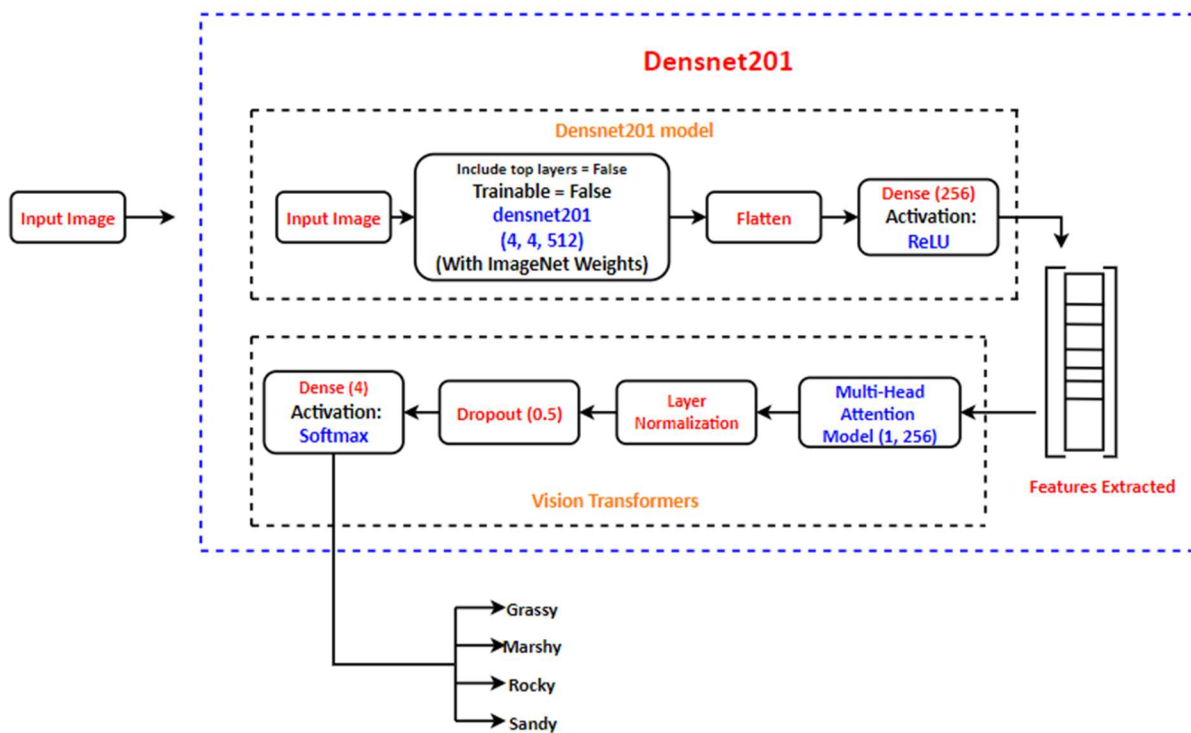 Densnet201
Densnet201 model
Input Image
Input Image
Include top layers = False
Trainable = False
densnet201
(4, 4, 512)
(With ImageNet Weights)
Flatten
Dense (256)
Activation:
ReLU
Features Extracted
Multi-Head
Attention
Model (1, 256)
Layer
Normalization
Dropout (0.5)
Dense (4)
Activation:
Softmax
Vision Transformers
Grassy
Marshy
Rocky
Sandy